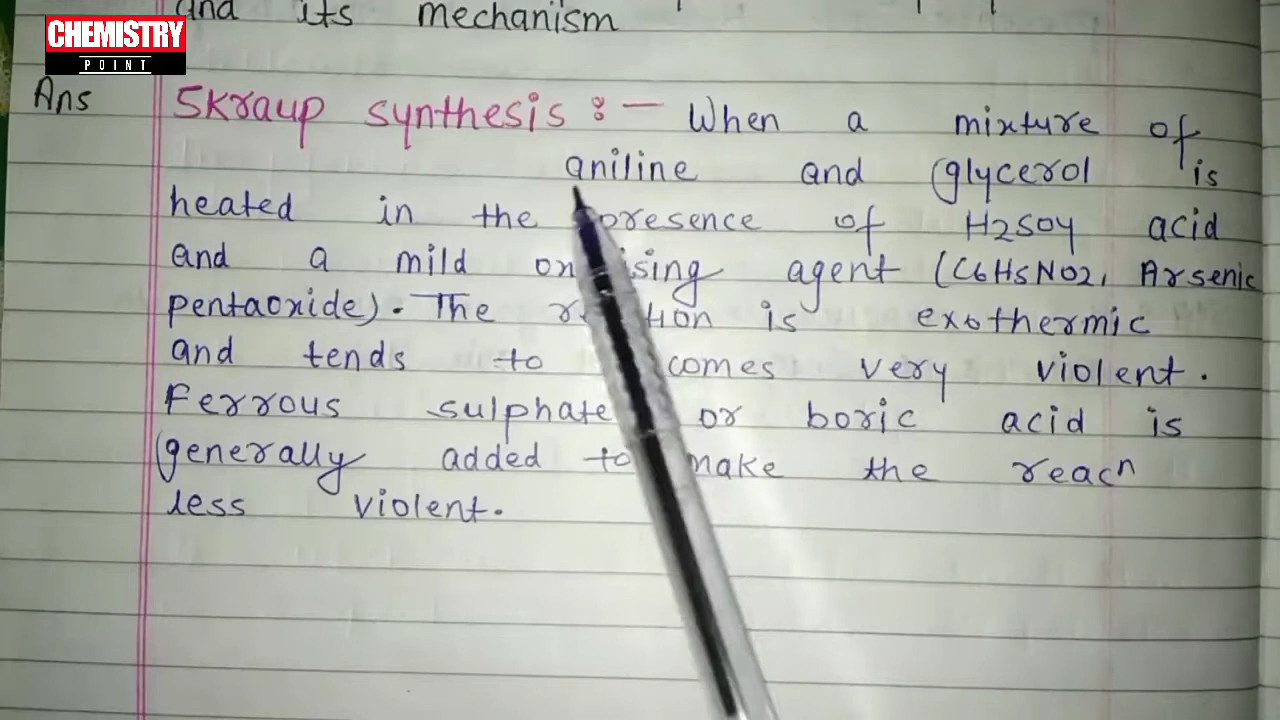 and its mechanism
CHEMISTRY
POINT
Ans Skraup synthesis :- When a mixture of
aniline and glycerol is
heated in the presence of H2SO4 acid
and a mild agent (C6H5NO2, Arsenic
pentaoxide). The is exothermic
and tends to very violent.
Ferrous sulphate or boric acid is
generally added to make the reacn
less violent.